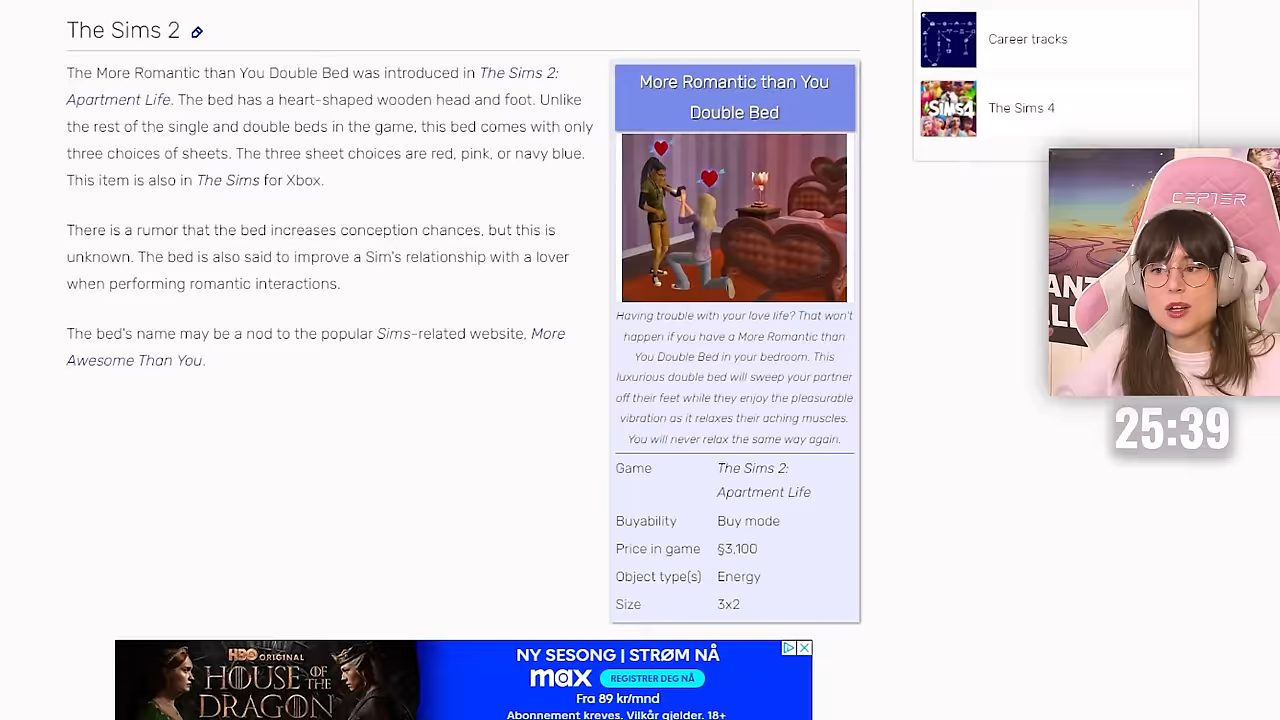 The Sims 2
The More Romantic than You Double Bed was introduced in The Sims 2:
Apartment Life. The bed has a heart-shaped wooden head and foot. Unlike
the rest of the single and double beds in the game, this bed comes with only
three choices of sheets. The three sheet choices are red, pink, or navy blue.
This item is also in The Sims for Xbox.
There is a rumor that the bed increases conception chances, but this is
unknown. The bed is also said to improve a Sim's relationship with a lover
when performing romantic interactions.
The bed's name may be a nod to the popular Sims-related website, More
Awesome Than You.
More Romantic than You
Double Bed
Having trouble with your love life? That won't
happen if you have a More Romantic than
You Double Bed in your bedroom. This
luxurious double bed will sweep your partner
off their feet while they enjoy the pleasurable
vibration as it relaxes their aching muscles.
You will never relax the same way again.
Game The Sims 2:
Apartment Life
Buyability Buy mode
Price in game §3,100
Object type(s) Energy
Size 3x2
Career tracks
SIMS4
The Sims 4
CEPTER
25:39
HBO ORIGINAL
HOUSE OF THE
DRAGON
NY SESONG | STRØM NÅ
max REGISTRER DEG NÅ
Fra 89 kr/mnd
Abonnement kreves. Vilkår gjelder. 18+